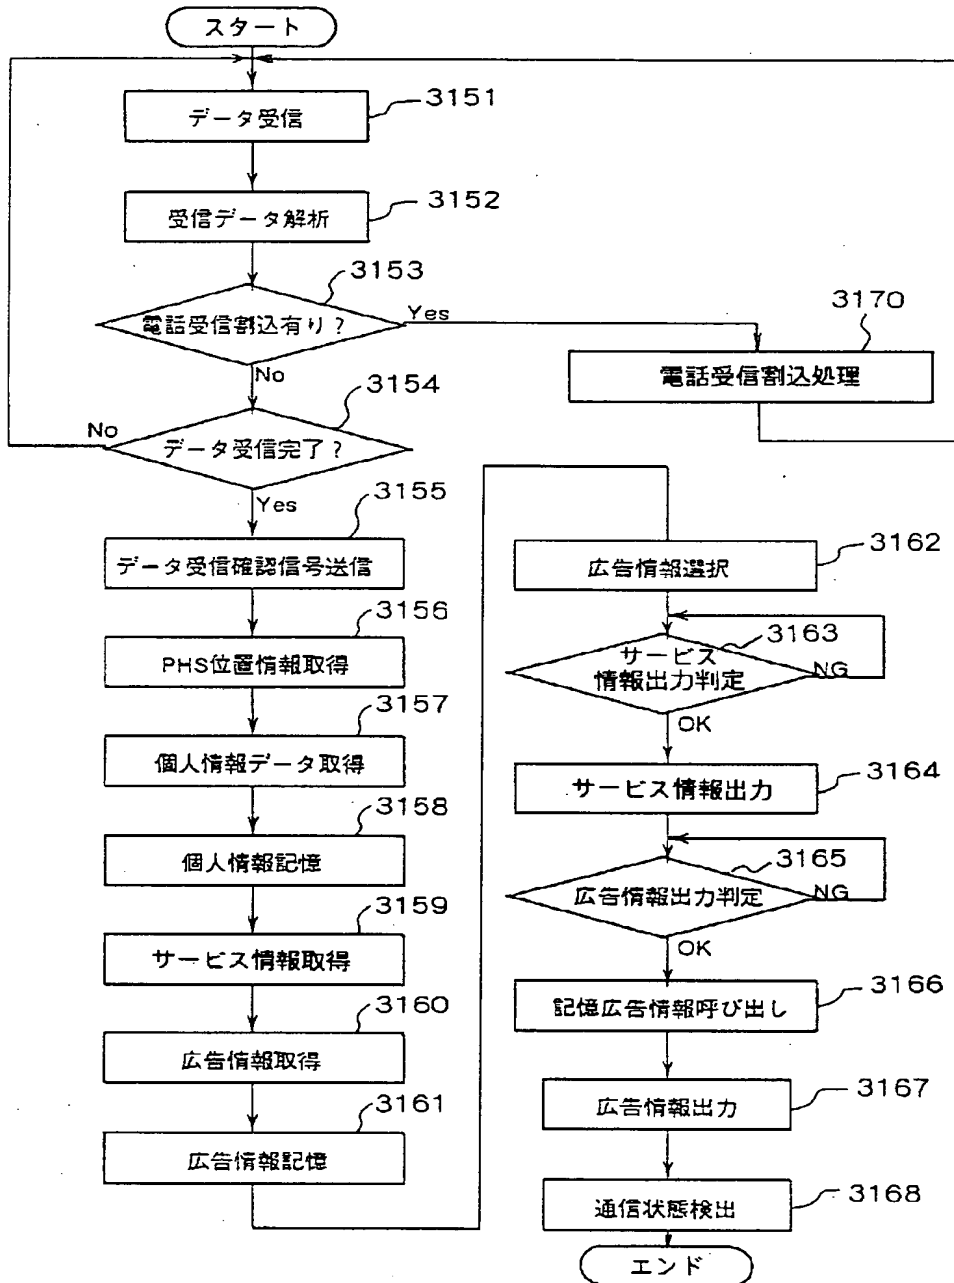 スタート
3151
データ受信
3152
受信データ解析
3153
電話受信割込有り?
Yes
3170
電話受信割込処理
No
3154
No
データ受信完了?
Yes
3155
データ受信確認信号送信
3156
PHS位置情報取得
3157
個人情報データ取得
3158
個人情報記憶
3159
サービス情報取得
3160
広告情報取得
3161
広告情報記憶
3162
広告情報選択
3163
サービス
情報出力判定
NG
OK
3164
サービス情報出力
3165
広告情報出力判定
NG
OK
3166
記憶広告情報呼び出し
3167
広告情報出力
3168
通信状態検出
エンド